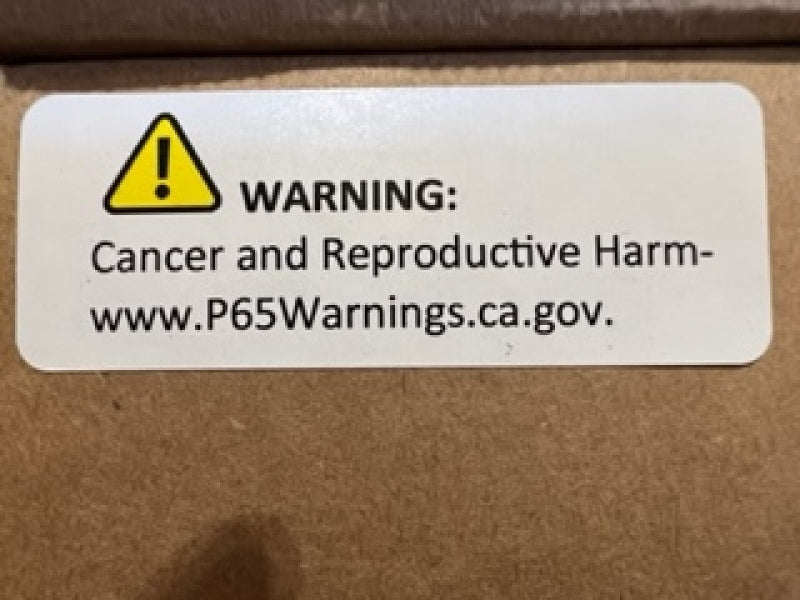 WARNING:
Cancer and Reproductive Harm-
www.P65Warnings.ca.gov.